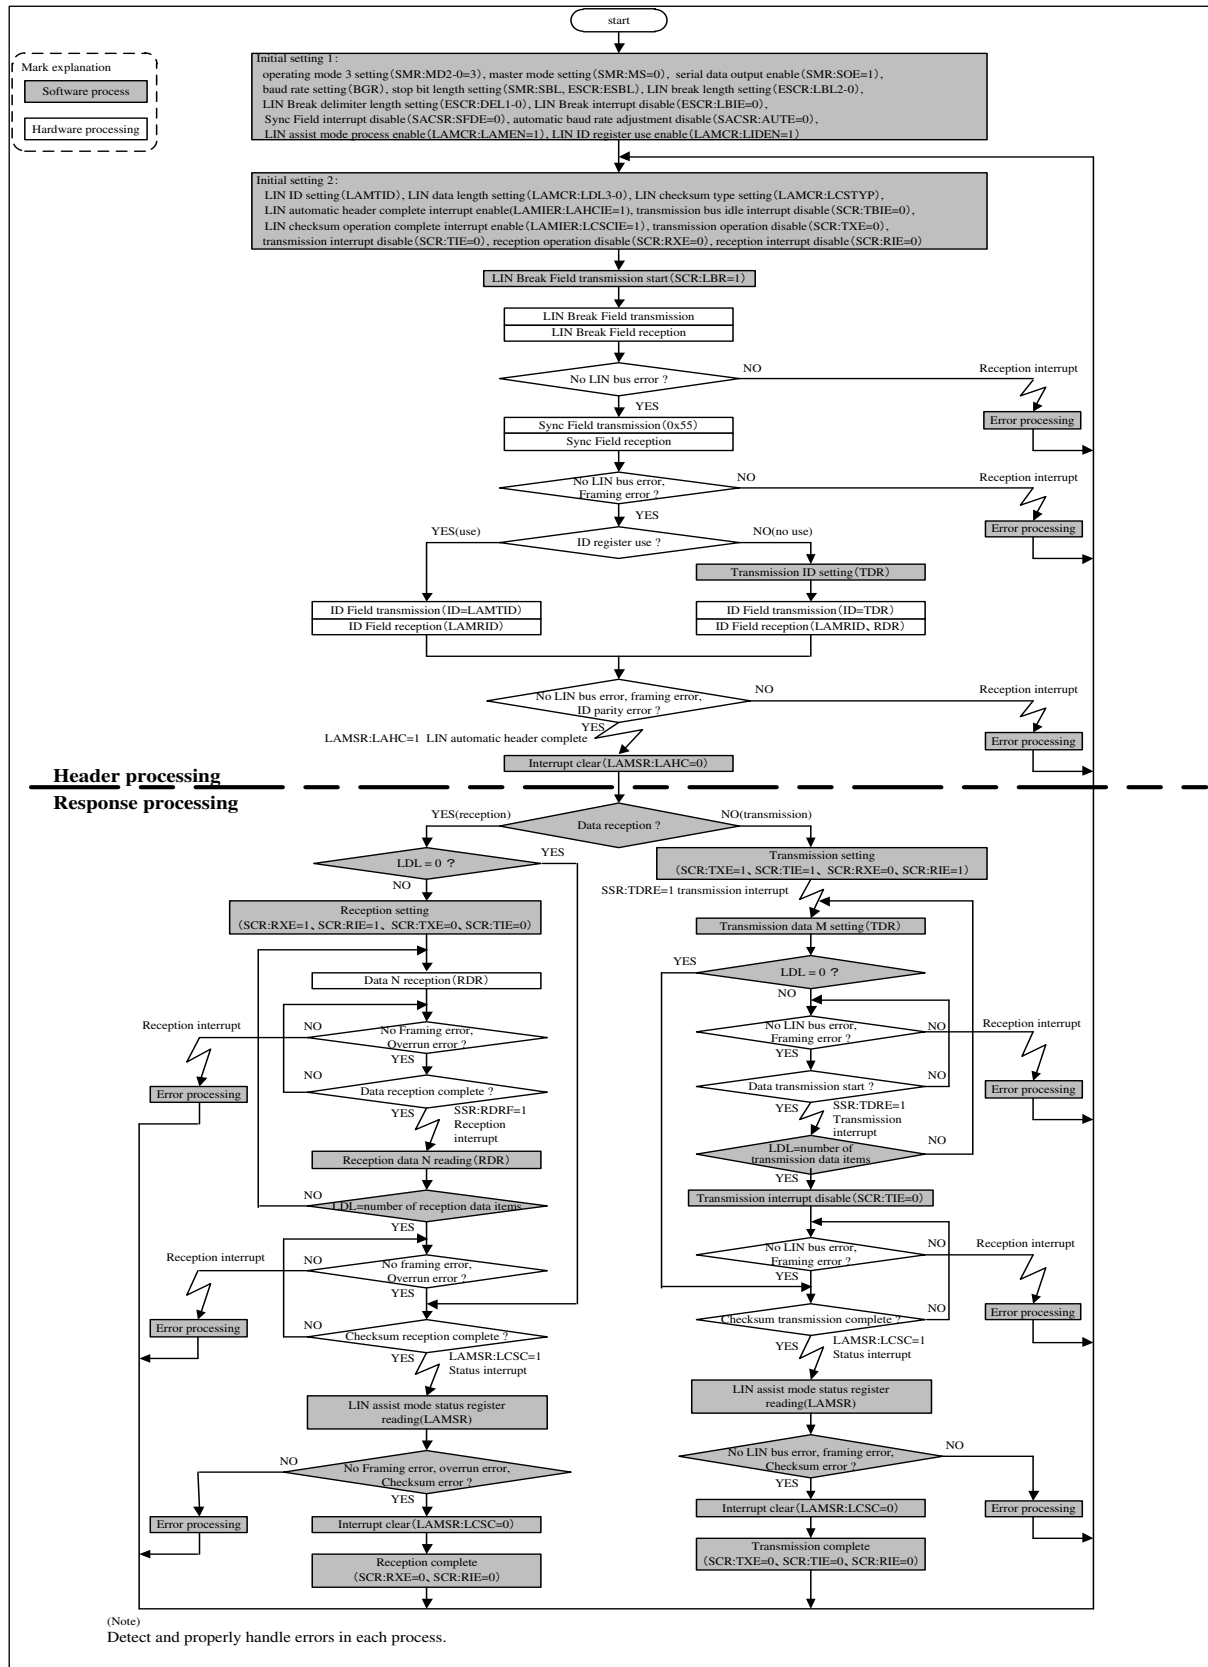 start
Mark explanation
Software process
Hardware processing
Initial setting 1:
operating mode 3 setting(SMR:MD2-0=3), master mode setting(SMR:MS=0), serial data output enable(SMR:SOE=1),
baud rate setting(BGR), stop bit length setting(SMR:SBL, ESCR:ESBL), LIN break length setting(ESCR:LBL2-0)
LIN Break delimiter length setting(ESCR:DEL1-0), LIN Break interrupt disable(ESCR:LBIE=0),
Sync Field interrupt disable(SACSR:SFDE=0), automatic baud rate adjustment disable(SACSR:AUTE=0),
LIN assist mode process enable(LAMCR:LAMEN=1), LIN ID register use enable(LAMCR:LIDEN=1)
Initial setting 2:
LIN ID setting(LAMTID), LIN data length setting(LAMCR:LDL3-0), LIN checksum type setting(LAMCR:LCSTYP),
LIN automatic header complete interrupt enable(LAMIER:LAHCIE=1), transmission bus idle interrupt disable(SCR:TBIE=0),
LIN checksum operation complete interrupt enable(LAMIER:LCSCIE=1), transmission operation disable(SCR:TXE=0),
transmission interrupt disable(SCR:TIE=0), reception operation disable(SCR:RXE=0), reception interrupt disable(SCR:RIE=0)
LIN Break Field transmission start(SCR:LBR=1)
LIN Break Field transmission
LIN Break Field reception
No LIN bus error ?
NO
Reception interrupt
YES
Error processing
Sync Field transmission(0x55)
Sync Field reception
No LIN bus error,
Framing error ?
NO
Reception interrupt
YES
Error processing
YES(use)
ID register use ?
NO(no use)
Transmission ID setting(TDR)
ID Field transmission(ID=LAMTID)
ID Field reception(LAMRID)
ID Field transmission(ID=TDR)
ID Field reception(LAMRID、RDR)
No LIN bus error, framing error,
ID parity error ?
NO
Reception interrupt
YES
Error processing
LAMSR:LAHC=1 LIN automatic header complete
Interrupt clear(LAMSR:LAHC=0)
Header processing
Response processing
YES(reception)
Data reception ?
NO(transmission)
LDL = 0 ?
YES
NO
Reception setting
(SCR:RXE=1、SCR:RIE=1、 SCR:TXE=0、SCR:TIE=0)
Data N reception(RDR)
Reception interrupt
NO
No Framing error,
Overrun error ?
YES
Error processing
NO
Data reception complete ?
YES
SSR:RDRF=1
Reception
interrupt
Reception data N reading(RDR)
NO
LDL=number of reception data items
YES
Reception interrupt
NO
No framing error,
Overrun error ?
YES
Error processing
NO
Checksum reception complete ?
YES
LAMSR:LCSC=1
Status interrupt
LIN assist mode status register
reading(LAMSR)
NO
No Framing error, overrun error,
Checksum error ?
YES
Error processing
Interrupt clear(LAMSR:LCSC=0)
Reception complete
(SCR:RXE=0、SCR:RIE=0)
Transmission setting
(SCR:TXE=1、SCR:TIE=1、 SCR:RXE=0、SCR:RIE=1)
SSR:TDRE=1 transmission interrupt
Transmission data M setting(TDR)
YES
LDL = 0 ?
NO
No LIN bus error,
Framing error ?
NO
Reception interrupt
YES
Error processing
Data transmission start ?
NO
YES
SSR:TDRE=1
Transmission
interrupt
LDL=number of
transmission data items
NO
YES
Transmission interrupt disable(SCR:TIE=0)
No LIN bus error,
Framing error ?
NO
Reception interrupt
YES
Error processing
Checksum transmission complete ?
NO
YES
LAMSR:LCSC=1
Status interrupt
LIN assist mode status register
reading(LAMSR)
No LIN bus error, framing error,
Checksum error ?
NO
YES
Error processing
Interrupt clear(LAMSR:LCSC=0)
Transmission complete
(SCR:TXE=0、SCR:TIE=0、SCR:RIE=0)
(Note)
Detect and properly handle errors in each process.